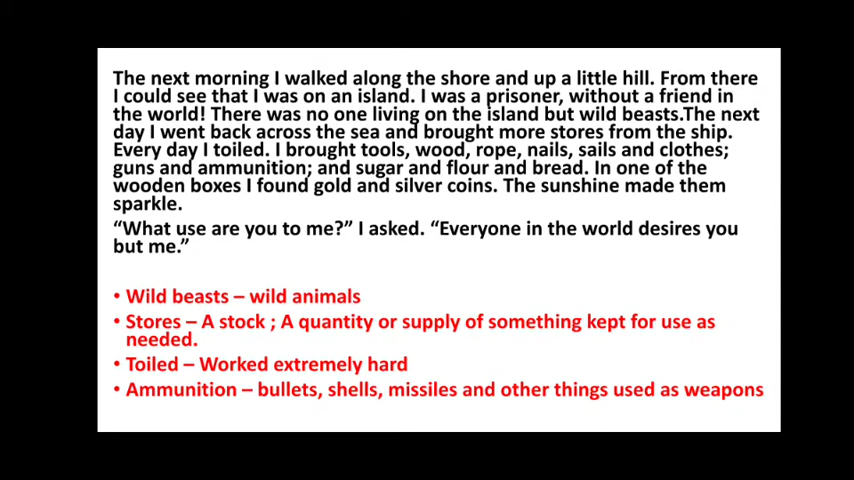 The next morning I walked along the shore and up a little hill. From there
I could see that I was on an island. I was a prisoner, without a friend in
the world! There was no one living on the island but wild beasts.The next
day I went back across the sea and brought more stores from the ship.
Every day I toiled. I brought tools, wood, rope, nails, sails and clothes;
guns and ammunition; and sugar and flour and bread. In one of the
wooden boxes I found gold and silver coins. The sunshine made them
sparkle.
“What use are you to me?” I asked. “Everyone in the world desires you
but me.”
• Wild beasts – wild animals
• Stores – A stock ; A quantity or supply of something kept for use as
needed.
• Toiled – Worked extremely hard
• Ammunition – bullets, shells, missiles and other things used as weapons